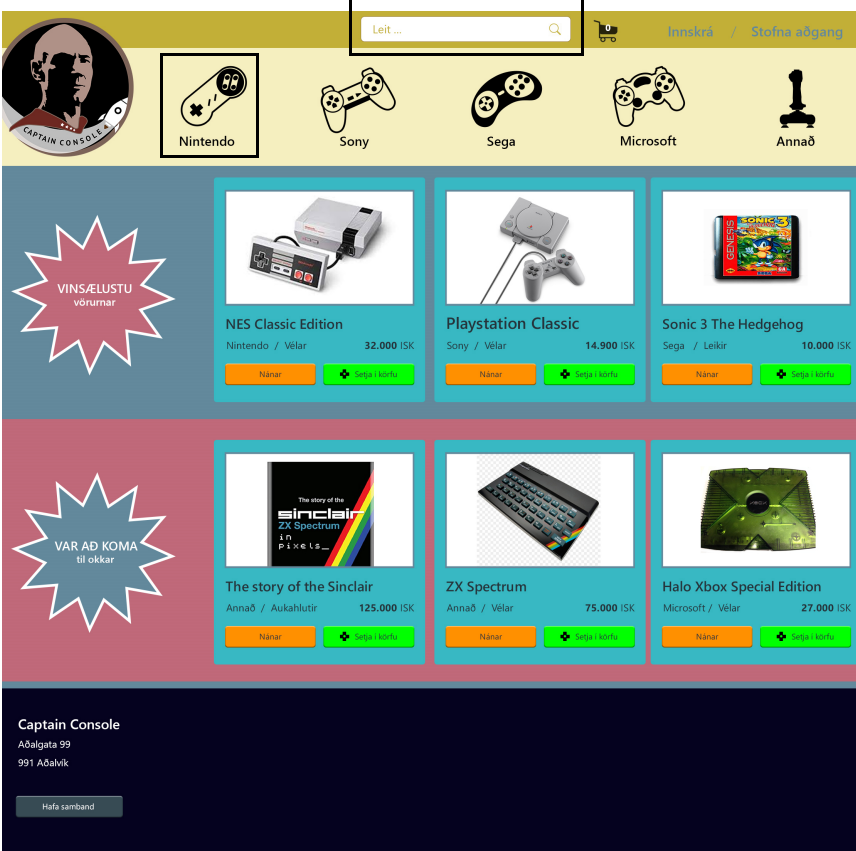 Leit ...
0
Innskrá / Stofna aðgang
CAPTAIN CONSOLE
Nintendo
Sony
Sega
Microsoft
Annað
VINSÆLUSTU
vörurnar
NES Classic Edition
Nintendo / Vélar 32.000 ISK
Nánar
Setja i körfu
Playstation Classic
Sony / Vélar 14.900 ISK
Nánar
Setja i körfu
GENESIS
SONIC
3
SEGA
Sonic 3 The Hedgehog
Sega / Leikir 10.000 ISK
Nánar
Setja i körfu
VAR AÐ KOMA
til okkar
The story of the
sinclair
ZX Spectrum
in
pixels_
The story of the Sinclair
Annað / Aukahlutir 125.000 ISK
Nánar
Setja i körfu
ZX Spectrum
Annað / Vélar 75.000 ISK
Nánar
Setja i körfu
Halo Xbox Special Edition
Microsoft / Vélar 27.000 ISK
Nánar
Setja i körfu
Captain Console
Aðalgata 99
991 Aðalvík
Hafa samband